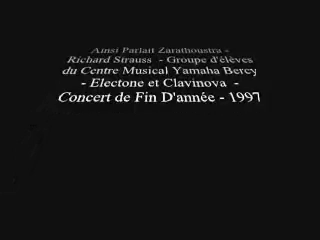 Ainsi Parlait Zarathoustra -
Richard Strauss - Groupe d'élèves
du Centre Musical Yamaha Bercy
- Electone et Clavinova -
Concert de Fin D'année - 1997